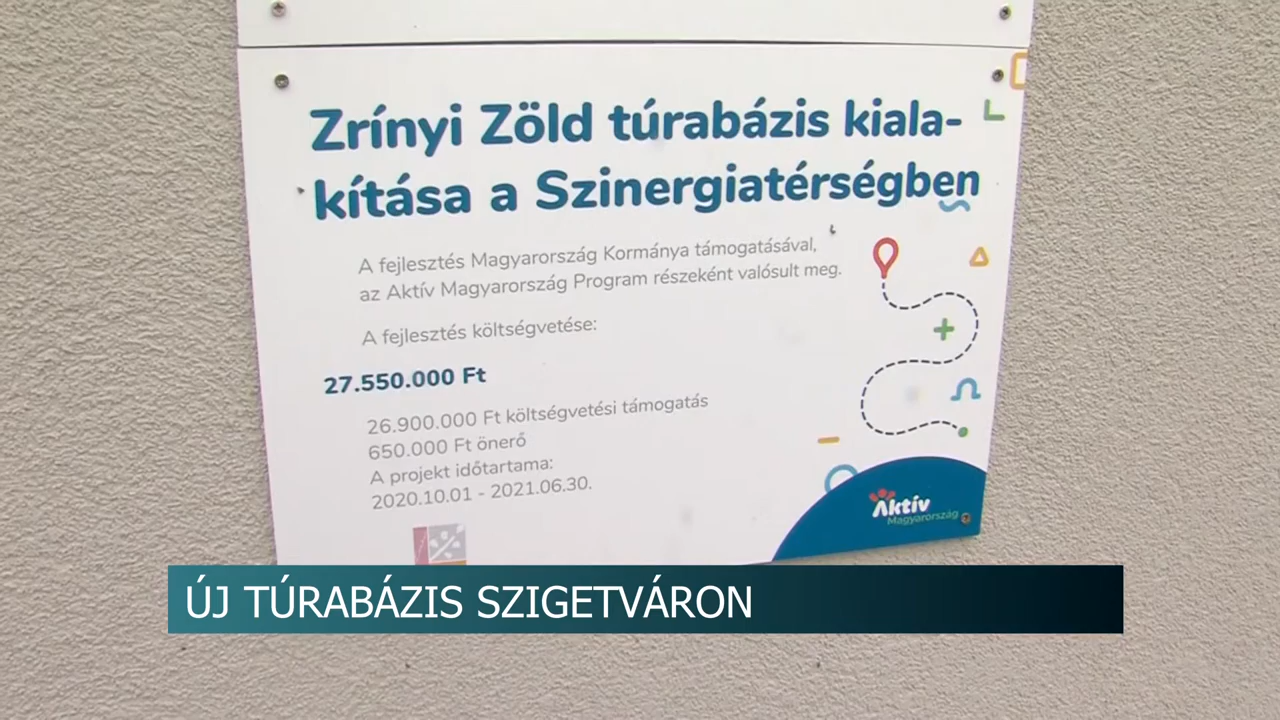 Zrínyi Zöld túrabázis kiala-
kítása a Szinergiatérségben
A fejlesztés Magyarország Kormánya támogatásával,
az Aktív Magyarország Program részeként valósult meg.
A fejlesztés költségvetése:
27.550.000 Ft
26.900.000 Ft költségvetési támogatás
650.000 Ft önerő
A projekt időtartama:
2020.10.01 - 2021.06.30.
Aktív
Magyarország
ÚJ TÚRABÁZIS SZIGETVÁRON